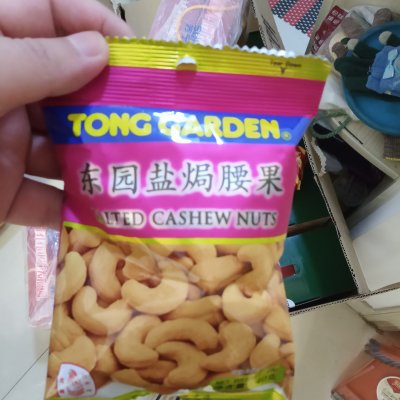 TONG GARDEN®
东园盐焗腰果
SALTED CASHEW NUTS